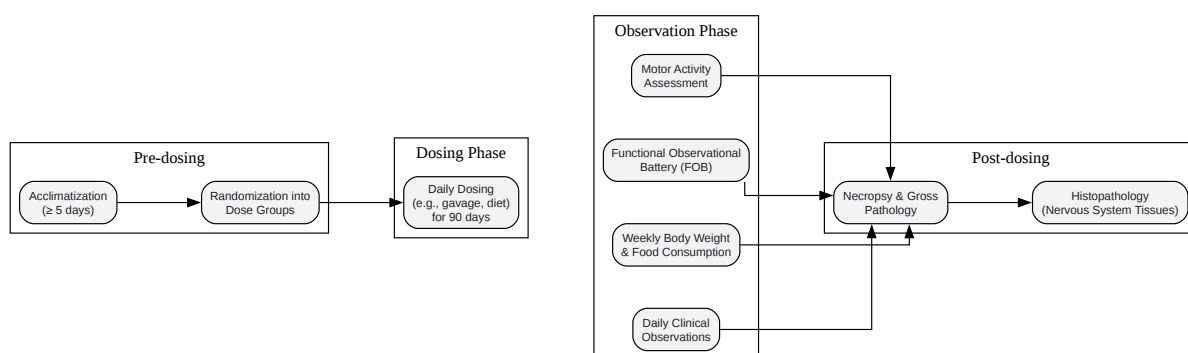 Pre-dosing
Acclimatization
(≥ 5 days)
Randomization into
Dose Groups
Dosing Phase
Daily Dosing
(e.g., gavage, diet)
for 90 days
Observation Phase
Motor Activity
Assessment
Functional Observational
Battery (FOB)
Weekly Body Weight
& Food Consumption
Daily Clinical
Observations
Post-dosing
Necropsy & Gross
Pathology
Histopathology
(Nervous System Tissues)